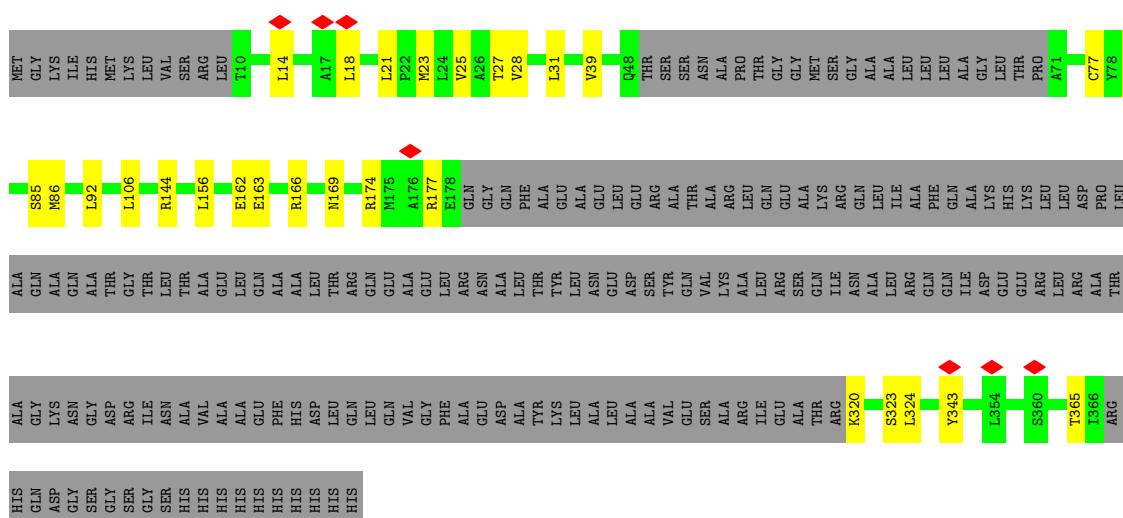 MET GLY LYS ILE HIS MET LYS LEU VAL SER ARG LEU T10 L14 A17 L18 L21 P22 M23 L24 V25 A26 T27 V28 L31 V39 Q48 THR SER SER ASN ALA PRO THR GLY GLY MET SER GLY ALA ALA LEU LEU LEU ALA GLY LEU THR PRO A71 C77 Y78
S85 M86 L92 L106 R144 L156 E162 E163 R166 N169 R174 M175 A176 R177 E178 GLN GLY GLN PHE ALA GLU ALA GLU LEU GLU ARG ALA THR ALA ARG LEU GLN GLU ALA LYS ARG GLN LEU ILE ALA PHE GLN ALA LYS HIS LYS LEU LEU ASP PRO LEU
ALA GLN ALA GLN ALA THR GLY THR LEU THR ALA GLU LEU GLN ALA ALA LEU THR ARG GLN GLU ALA GLU LEU ARG ASN ALA LEU THR TYR LEU ASN GLU ASP SER TYR GLN VAL LYS ALA LEU ARG SER GLN ILE ASN ALA LEU ARG GLN GLN ILE ASP GLU GLU ARG LEU ARG ALA THR
ALA GLY LYS ASN GLY ASP ARG ILE ASN ALA VAL ALA ALA GLU PHE HIS ASP LEU GLN LEU GLN VAL GLY PHE ALA GLU ASP ALA TYR LYS LEU ALA LEU ALA ALA VAL GLU SER ALA ARG ILE GLU ALA THR ARG K320 S323 L324 Y343 L354 S360 T365 I366 ARG
HIS GLN ASP GLY SER GLY SER GLY SER HIS HIS HIS HIS HIS HIS HIS HIS HIS HIS